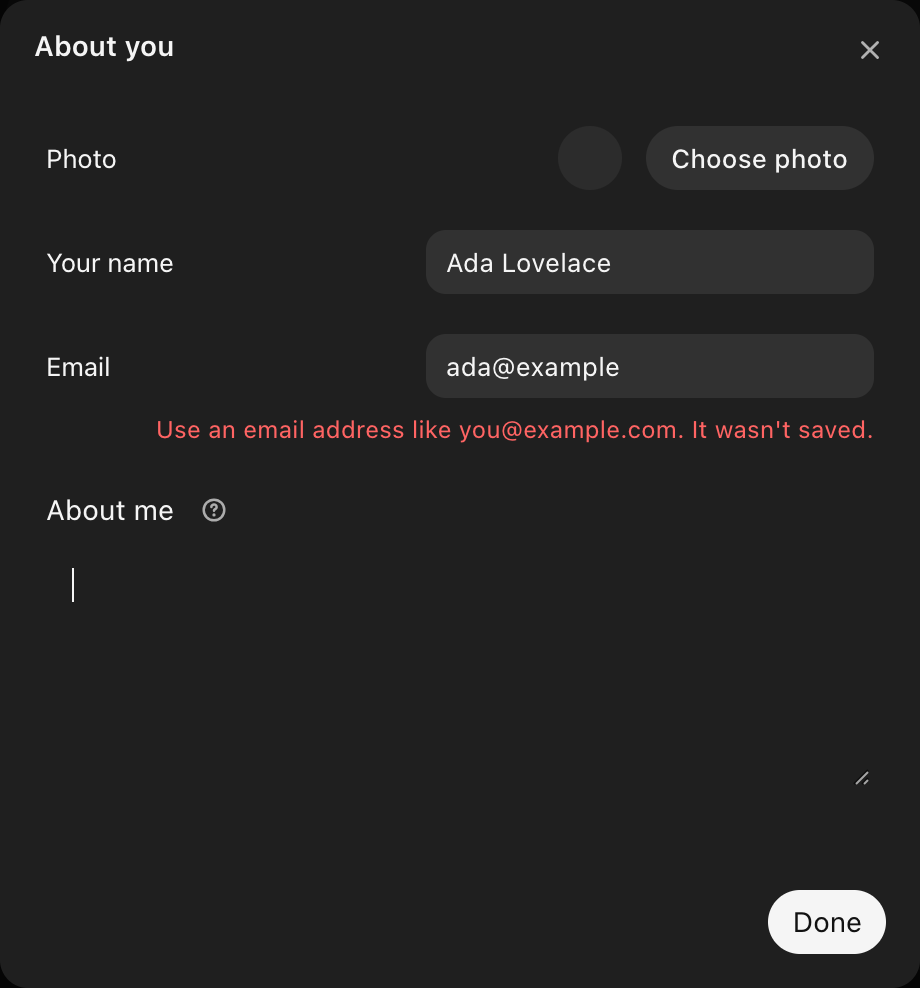 About you
Photo
Choose photo
Your name
Ada Lovelace
Email
ada@example
Use an email address like you@example.com. It wasn't saved.
About me
Done